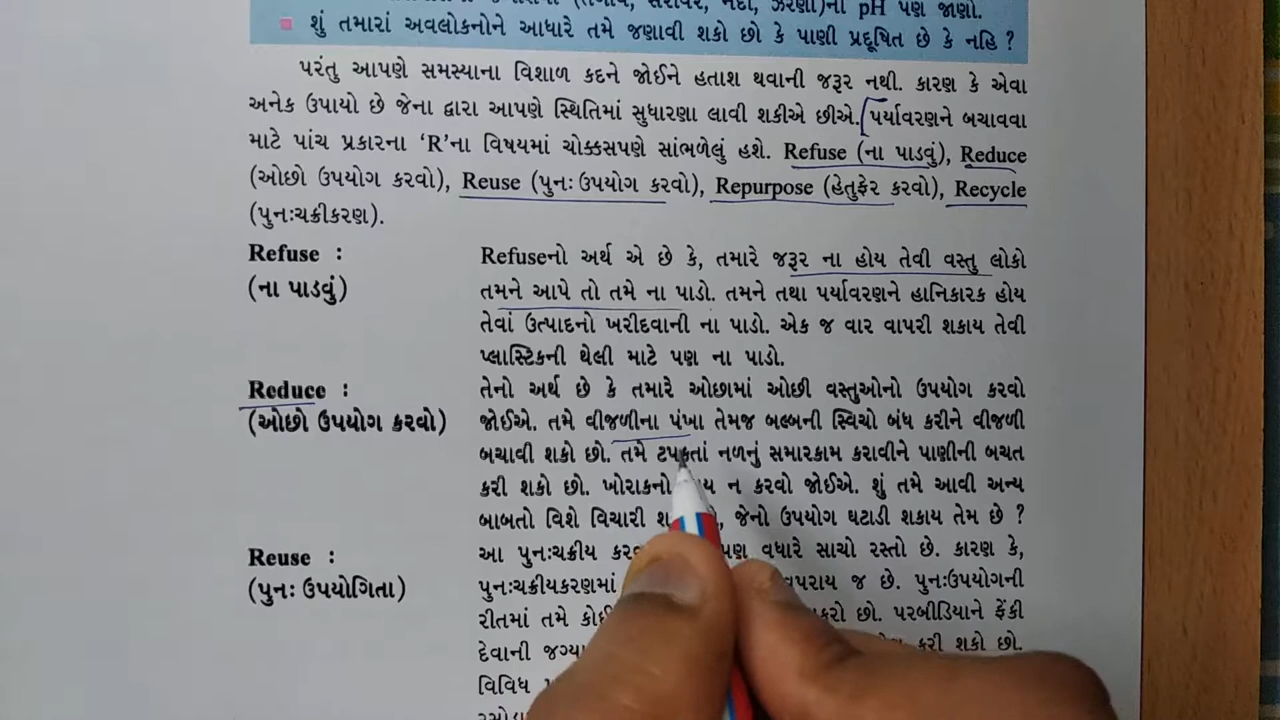 pH પણ જાણો.
શું તમારાં અવલોકનોને આધારે તમે જણાવી શકો છો કે પાણી પ્રદૂષિત છે કે નહિ ?
પરંતુ આપણે સમસ્યાના વિશાળ કદને જોઈને હતાશ થવાની જરૂર નથી. કારણ કે એવા
અનેક ઉપાયો છે જેના દ્વારા આપણે સ્થિતિમાં સુધારણા લાવી શકીએ છીએ. પર્યાવરણને બચાવવા
માટે પાંચ પ્રકારના ‘R’ના વિષયમાં ચોક્કસપણે સાંભળેલું હશે. Refuse (ના પાડવું), Reduce
(ઓછો ઉપયોગ કરવો), Reuse (પુનઃ ઉપયોગ કરવો), Repurpose (હેતુફેર કરવો), Recycle
(પુનઃચક્રીકરણ).
Refuse : Refuseનો અર્થ એ છે કે, તમારે જરૂર ના હોય તેવી વસ્તુ લોકો
(ના પાડવું) તમને આપે તો તમે ના પાડો. તમને તથા પર્યાવરણને હાનિકારક હોય
તેવાં ઉત્પાદનો ખરીદવાની ના પાડો. એક જ વાર વાપરી શકાય તેવી
પ્લાસ્ટિકની થેલી માટે પણ ના પાડો.
Reduce : તેનો અર્થ છે કે તમારે ઓછામાં ઓછી વસ્તુઓનો ઉપયોગ કરવો
(ઓછો ઉપયોગ કરવો) જોઈએ. તમે વીજળીના પંખા તેમજ બલ્બની સ્વિચો બંધ કરીને વીજળી
બચાવી શકો છો. તમે ટપકતાં નળનું સમારકામ કરાવીને પાણીની બચત
કરી શકો છો. ખોરાકનો ન કરવો જોઈએ. શું તમે આવી અન્ય
બાબતો વિશે વિચારી જેનો ઉપયોગ ઘટાડી શકાય તેમ છે ?
Reuse : આ પુનઃચક્રીય પણ વધારે સાચો રસ્તો છે. કારણ કે,
(પુનઃ ઉપયોગિતા) પુનઃચક્રીયકરણમાં વપરાય જ છે. પુનઃઉપયોગની
રીતમાં તમે કરો છો. પરબીડિયાને ફેંકી
દેવાની કરી શકો છો.
વિવિધ